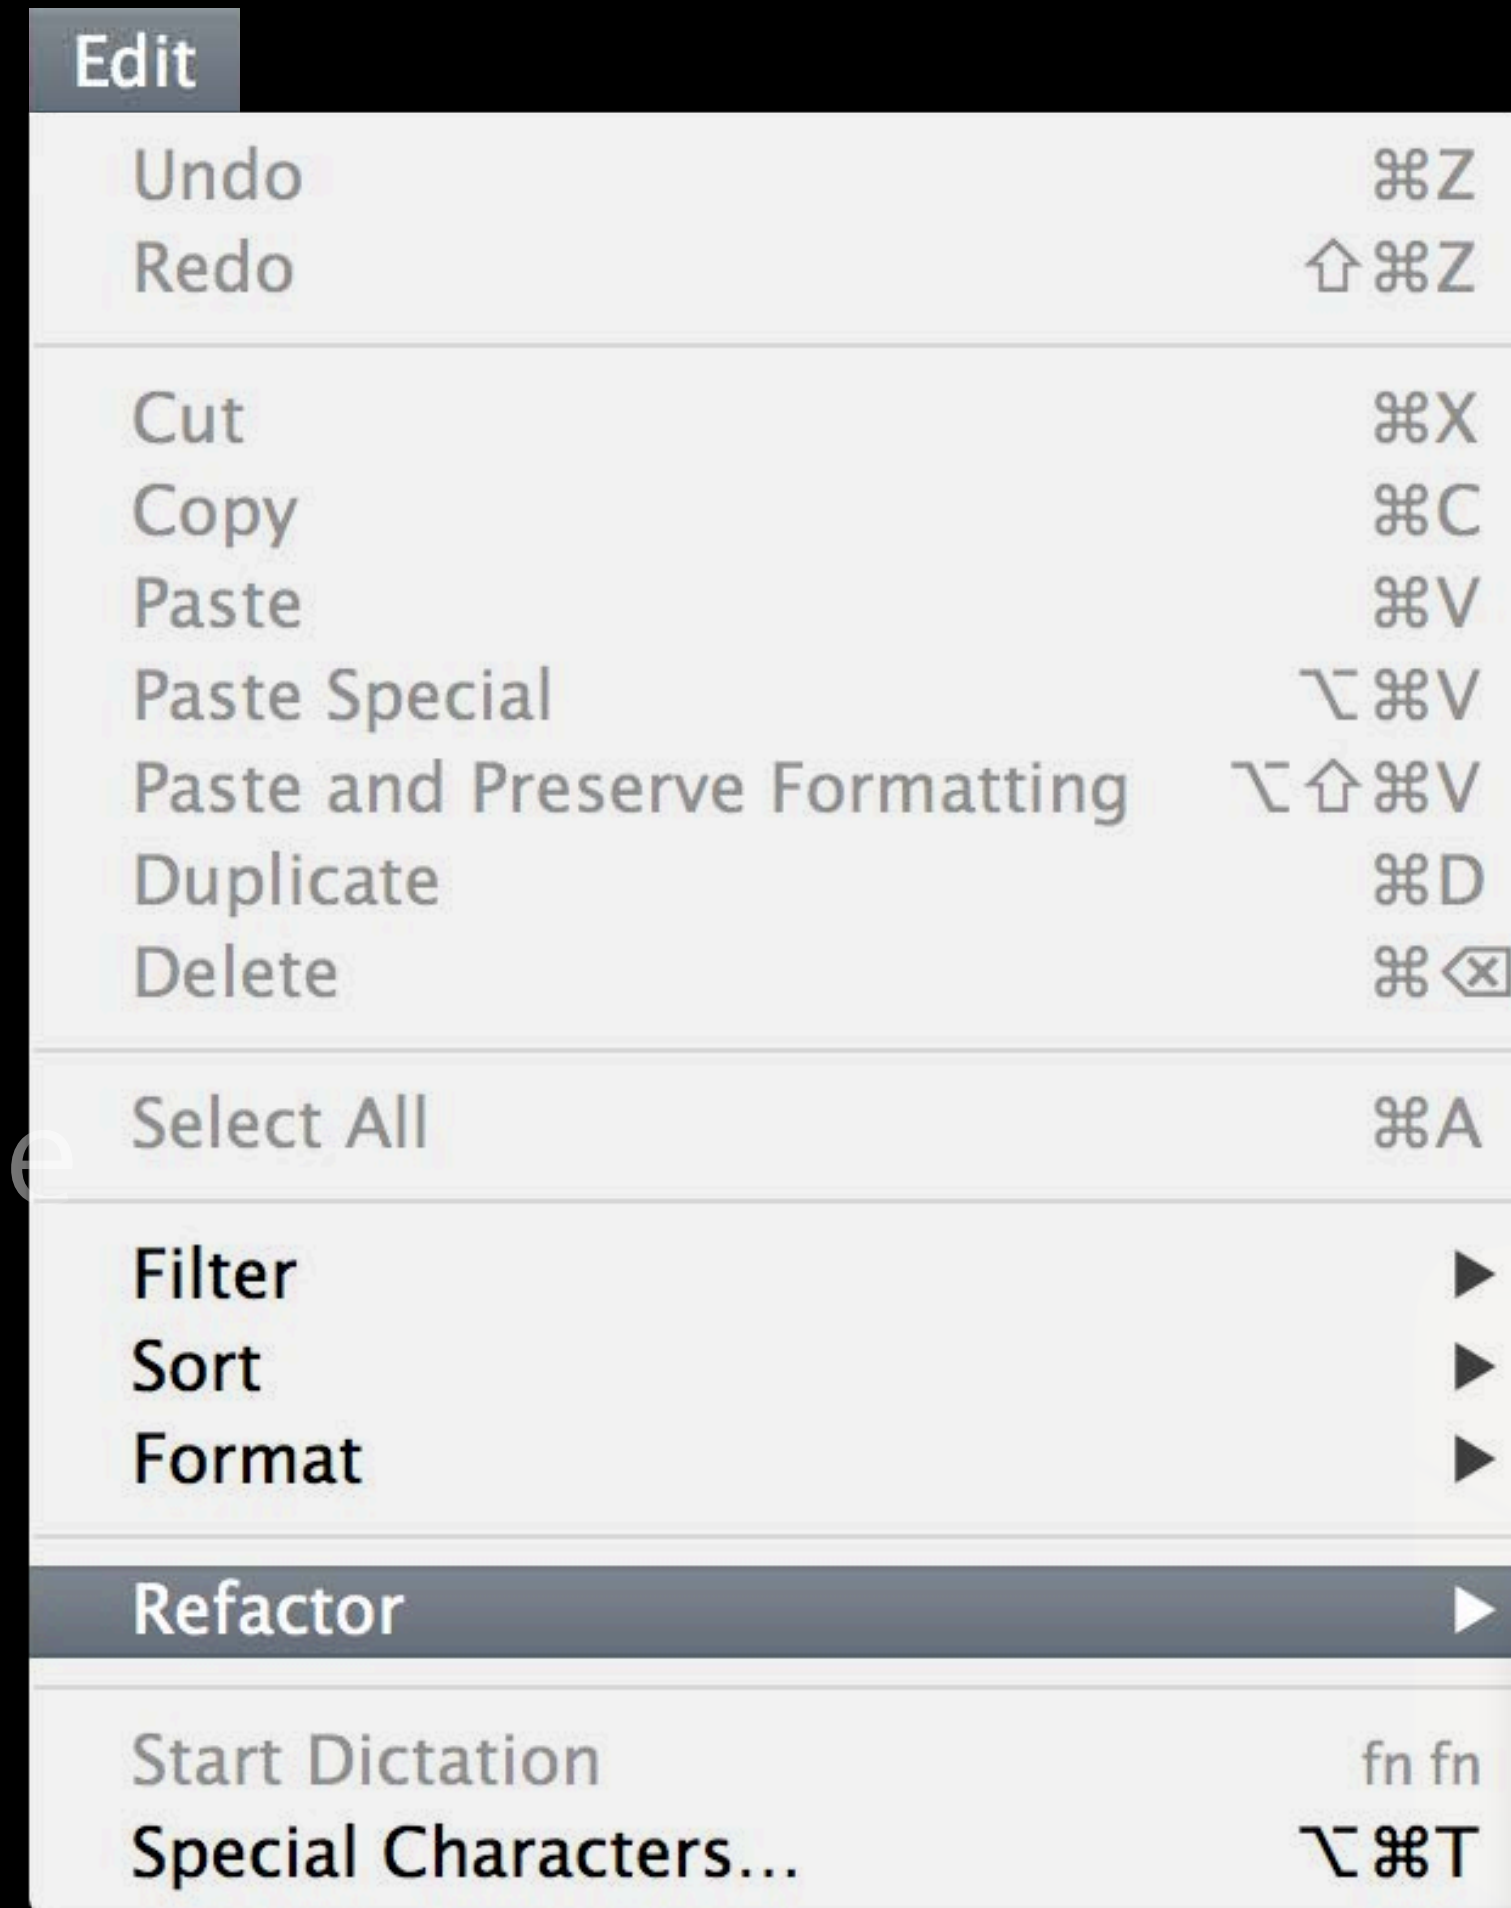 Edit
Undo ⌘Z
Redo ⇧⌘Z
Cut ⌘X
Copy ⌘C
Paste ⌘V
Paste Special ⌥⌘V
Paste and Preserve Formatting ⌥⇧⌘V
Duplicate ⌘D
Delete ⌘⌫
Select All ⌘A
e
Filter ▶
Sort ▶
Format ▶
Refactor ▶
Start Dictation fn fn
Special Characters... ⌥⌘T